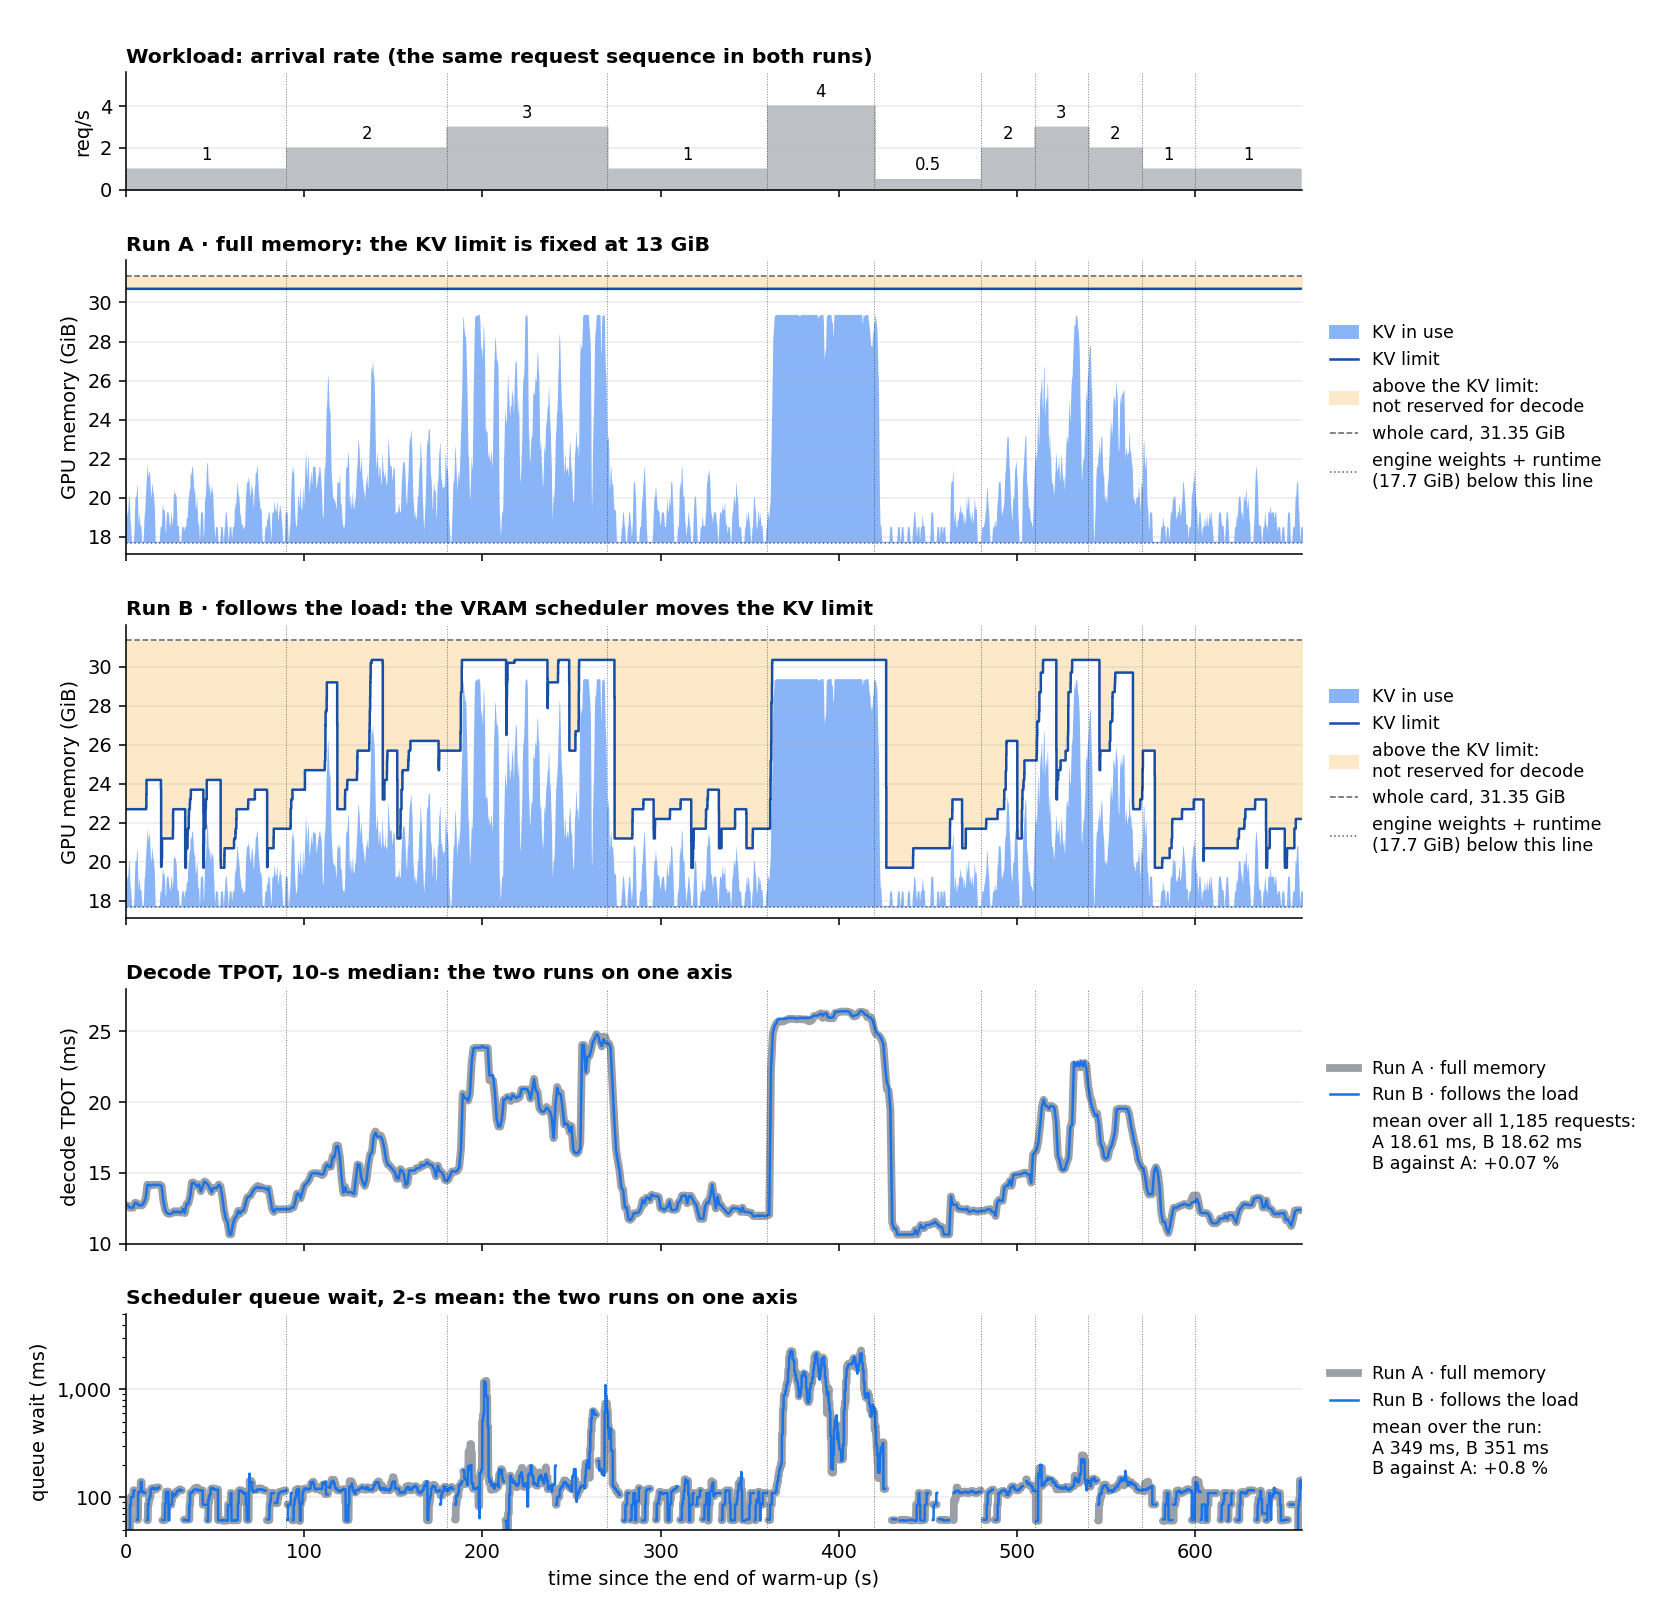 Workload: arrival rate (the same request sequence in both runs)
req/s
4
2
0
1
2
3
1
4
0.5
2
3
2
1
1
Run A · full memory: the KV limit is fixed at 13 GiB
GPU memory (GiB)
30
28
26
24
22
20
18
KV in use
KV limit
above the KV limit:
not reserved for decode
whole card, 31.35 GiB
engine weights + runtime
(17.7 GiB) below this line
Run B · follows the load: the VRAM scheduler moves the KV limit
GPU memory (GiB)
30
28
26
24
22
20
18
KV in use
KV limit
above the KV limit:
not reserved for decode
whole card, 31.35 GiB
engine weights + runtime
(17.7 GiB) below this line
Decode TPOT, 10-s median: the two runs on one axis
decode TPOT (ms)
25
20
15
10
Run A · full memory
Run B · follows the load
mean over all 1,185 requests:
A 18.61 ms, B 18.62 ms
B against A: +0.07 %
Scheduler queue wait, 2-s mean: the two runs on one axis
queue wait (ms)
1,000
100
Run A · full memory
Run B · follows the load
mean over the run:
A 349 ms, B 351 ms
B against A: +0.8 %
0
100
200
300
400
500
600
time since the end of warm-up (s)